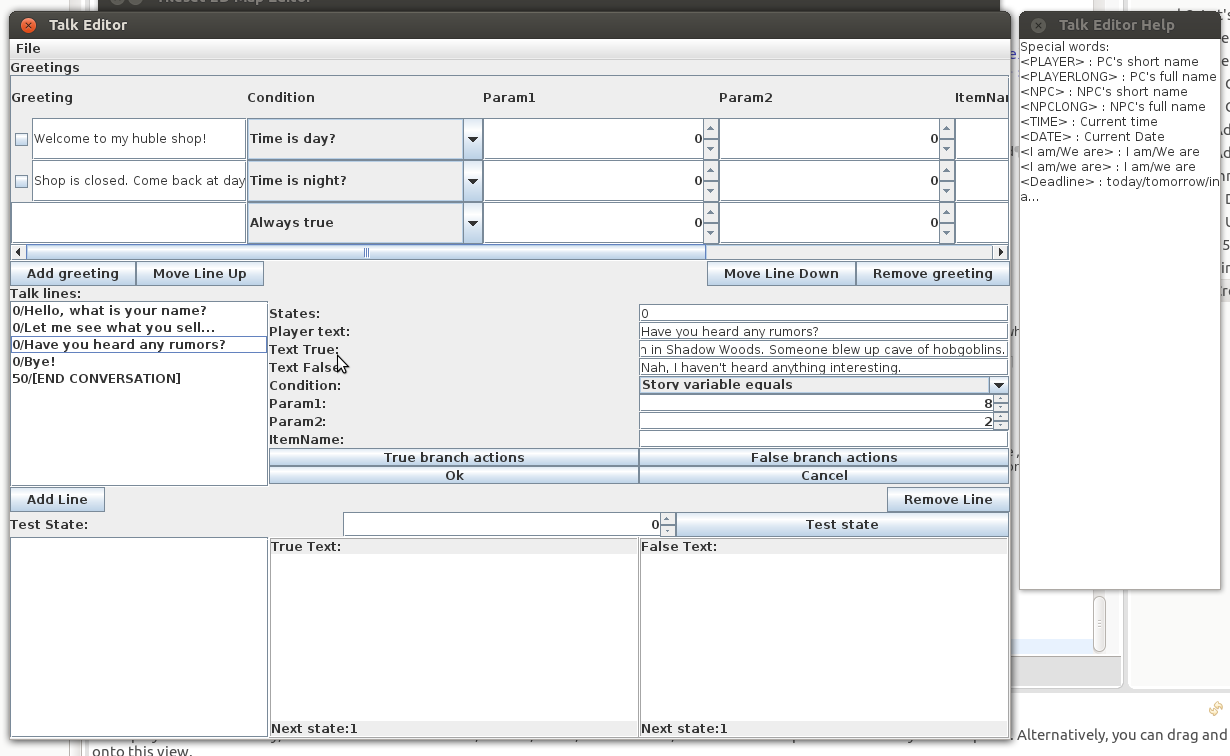 Talk Editor
File
Greetings
Greeting Condition Param1 Param2 ItemNa
Welcome to my huble shop! Time is day? 0 0
Shop is closed. Come back at day Time is night? 0 0
Always true 0 0
Add greeting Move Line Up Move Line Down Remove greeting
Talk lines:
0/Hello, what is your name?
0/Let me see what you sell...
0/Have you heard any rumors?
0/Bye!
50/[END CONVERSATION]
States: 0
Player text: Have you heard any rumors?
Text True: n in Shadow Woods. Someone blew up cave of hobgoblins.
Text False Nah, I haven't heard anything interesting.
Condition: Story variable equals
Param1: 8
Param2: 2
ItemName:
True branch actions False branch actions
Ok Cancel
Add Line Remove Line
Test State: 0 Test state
True Text: False Text:
Next state:1 Next state:1
Talk Editor Help
Special words:
<PLAYER> : PC's short name
<PLAYERLONG> : PC's full name
<NPC> : NPC's short name
<NPCLONG> : NPC's full name
<TIME> : Current time
<DATE> : Current Date
<I am/We are> : I am/We are
<I am/we are> : I am/we are
<Deadline> : today/tomorrow/in
a...
Alternatively, you can drag and
onto this view.